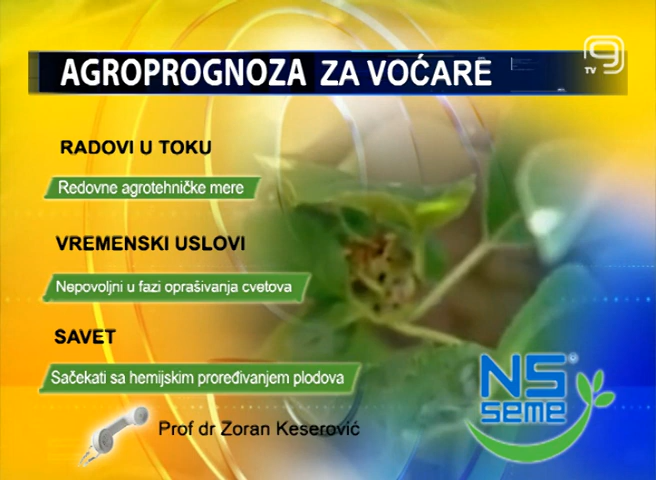 AGROPROGNOZA ZA VOĆARE
TV 9
RADOVI U TOKU
Redovne agrotehničke mere
VREMENSKI USLOVI
Nepovoljni u fazi oprašivanja cvetova
SAVET
Sačekati sa hemijskim proređivanjem plodova
NS®
seme
Prof dr Zoran Keserović